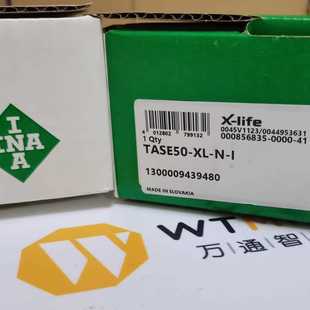 INA
INA
X-life
0045V1123/0044953631
000856835-0000-41
4 012802 799132
1 Qty
TASE50-XL-N-I
1300009439480
MADE IN SLOVAKIA
WT
万通智